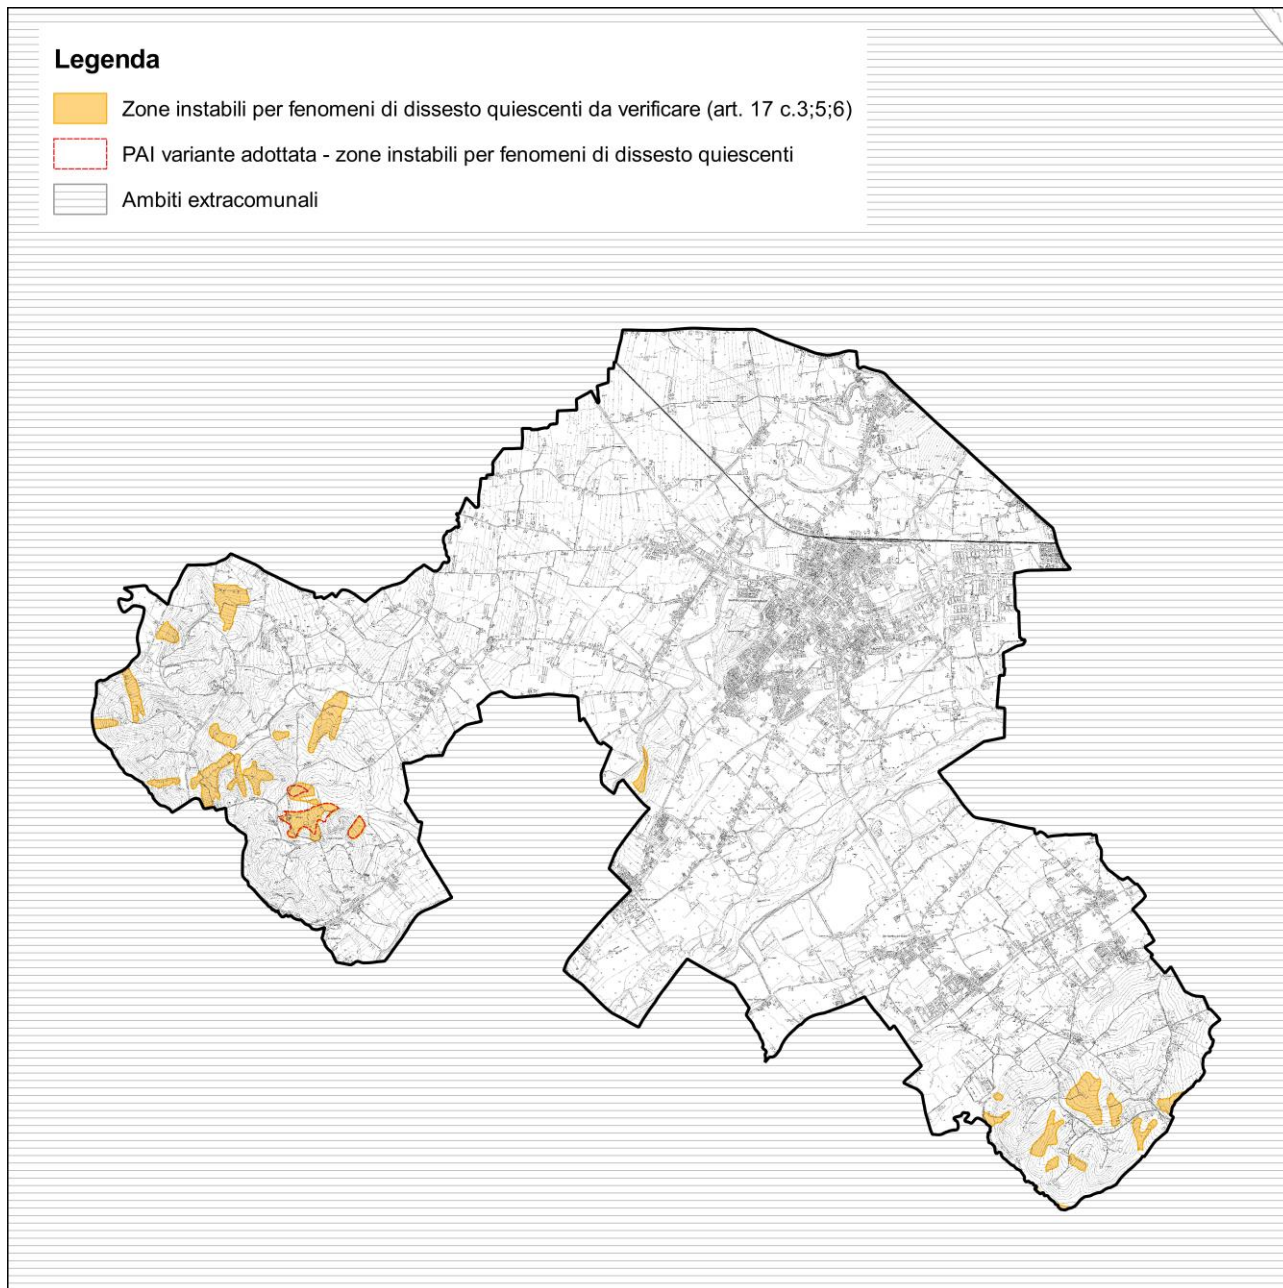 Legenda
Zone instabili per fenomeni di dissesto quiescenti da verificare (art. 17 c.3;5;6)
PAI variante adottata - zone instabili per fenomeni di dissesto quiescenti
Ambiti extracomunali